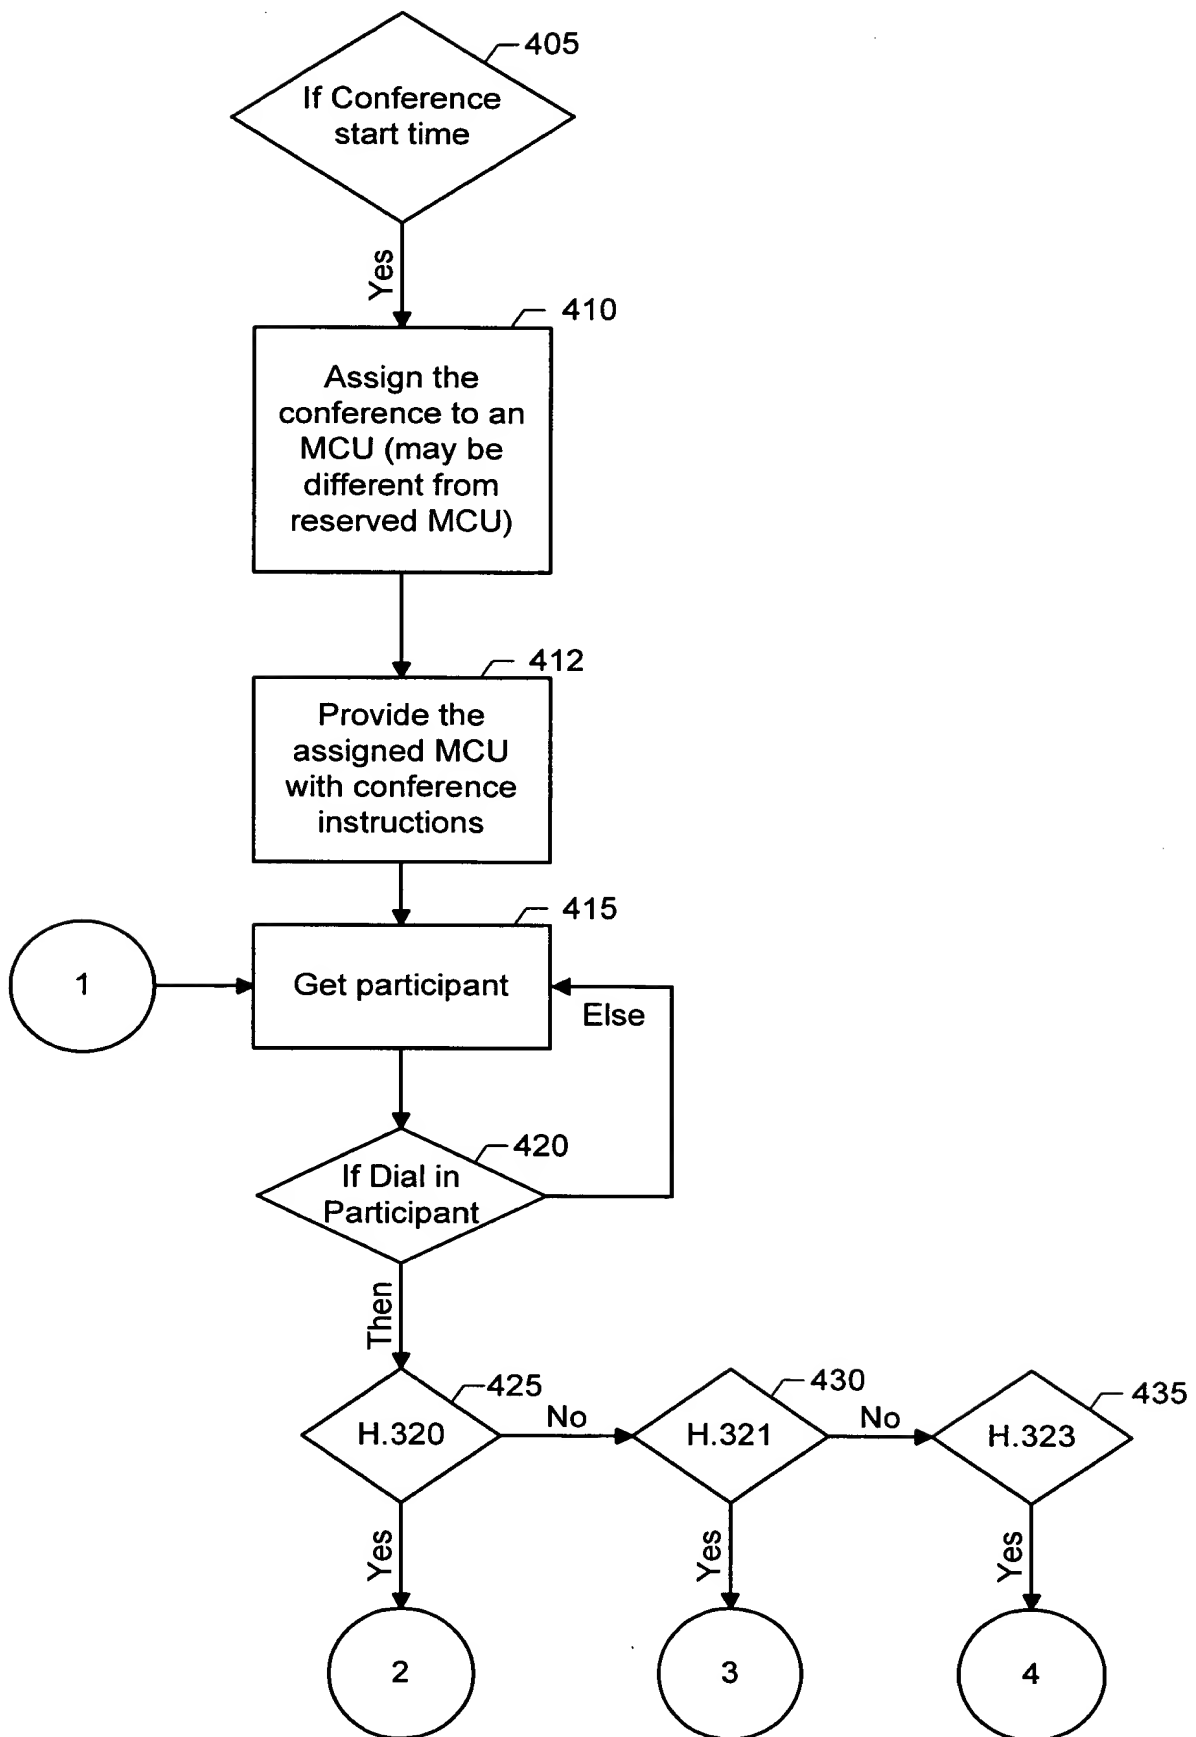 405
If Conference
start time
Yes
410
Assign the
conference to an
MCU (may be
different from
reserved MCU)
412
Provide the
assigned MCU
with conference
instructions
415
1
Get participant
Else
420
If Dial in
Participant
Then
425
430
435
H.320
No
H.321
No
H.323
Yes
Yes
Yes
2
3
4